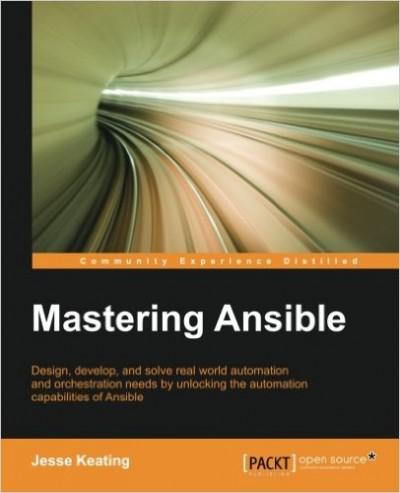 Community Experience Distilled
Mastering Ansible
Design, develop, and solve real world automation
and orchestration needs by unlocking the automation
capabilities of Ansible
Jesse Keating
[PACKT] open source*
PUBLISHING